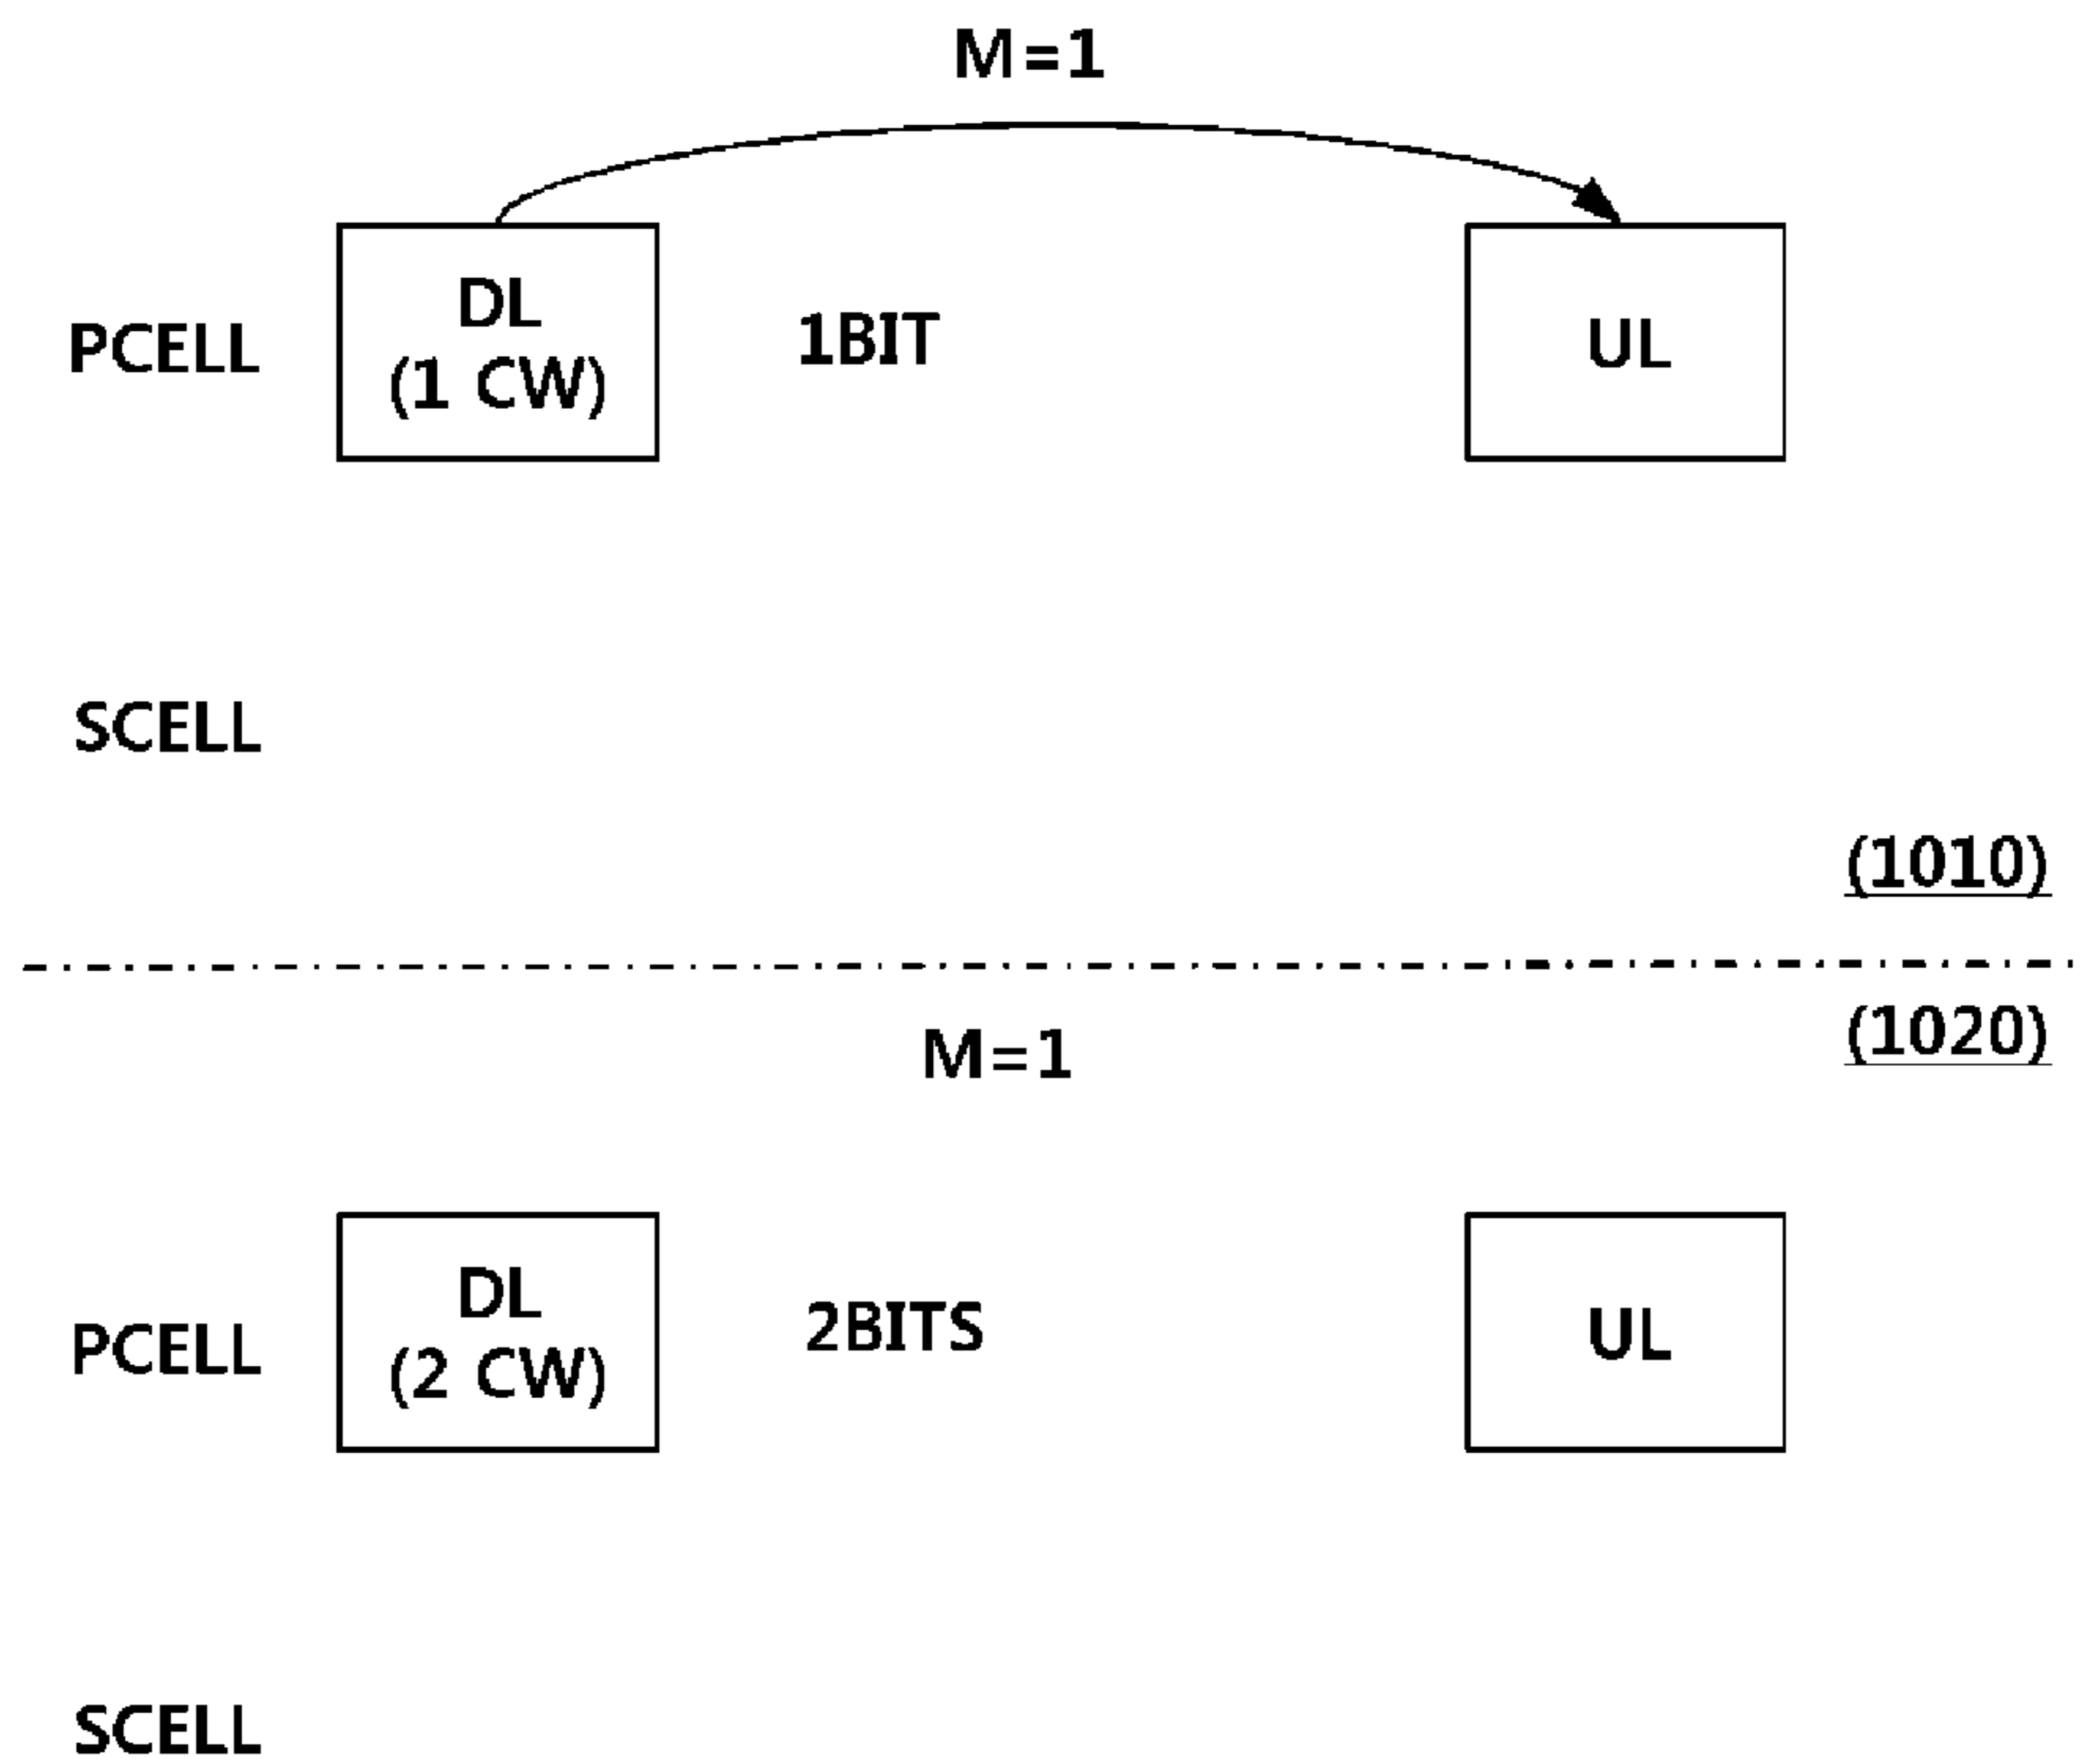 M=1
DL
(1 CW)
PCELL
1BIT
UL
SCELL
(1010)
(1020)
M=1
DL
(2 CW)
PCELL
2BITS
UL
SCELL